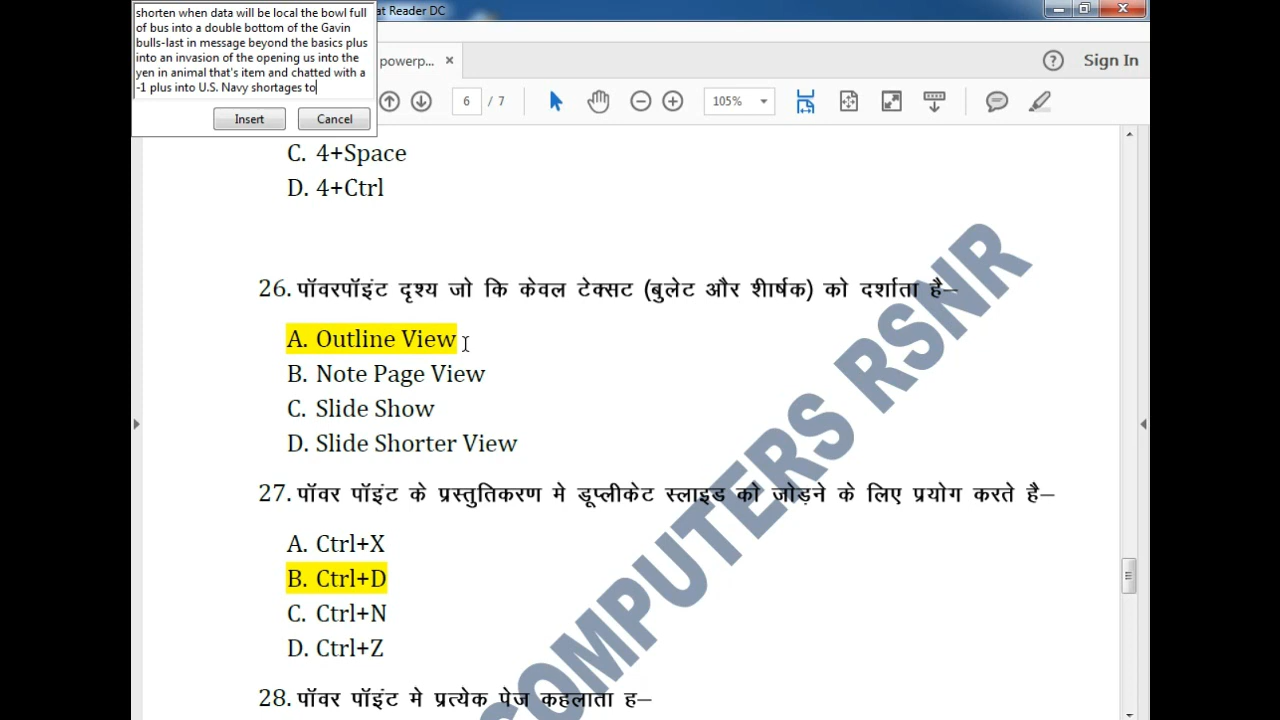 shorten when data will be local the bowl full
of bus into a double bottom of the Gavin
bulls-last in message beyond the basics plus
into an invasion of the opening us into the
yen in animal that's item and chatted with a
-1 plus into U.S. Navy shortages to
Insert
Cancel
at Reader DC
powerp...
Sign In
6 / 7
105%
C. 4+Space
D. 4+Ctrl
26. पॉवरपॉइंट दृश्य जो कि केवल टेक्सट (बुलेट और शीार्षक) को दर्शाता है–
A. Outline View
B. Note Page View
C. Slide Show
D. Slide Shorter View
27. पॉवर पॉइंट के प्रस्तुतिकरण मे डूप्लीकेट स्लाइड को जोड़ने के लिए प्रयोग करते है–
A. Ctrl+X
B. Ctrl+D
C. Ctrl+N
D. Ctrl+Z
28. पॉवर पॉइंट मे प्रत्येक पेज कहलाता ह–
COMPUTERS RSNR